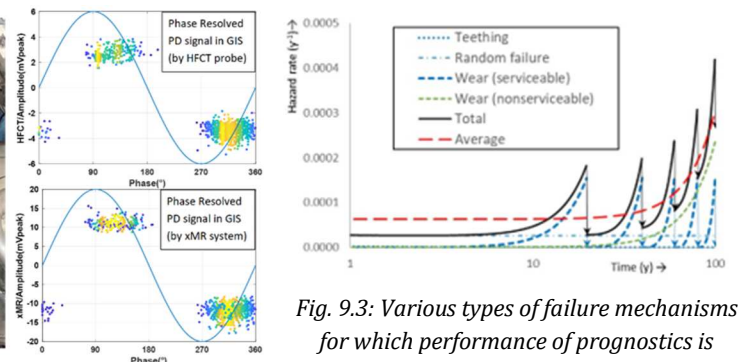 6
4
2
0
-2
-4
-6
0 90 180 270 360
Phase(°)
HFCT/Amplitude(mVpeak)
Phase Resolved
PD signal in GIS
(by HFCT probe)
20
15
10
5
0
-5
-10
-15
-20
0 90 180 270 360
Phase(°)
xMR/Amplitude(mVpeak)
Phase Resolved
PD signal in GIS
(by xMR system)
Hazard rate (y⁻¹)→
0.0005
0.0004
0.0003
0.0002
0.0001
0.0000
Teething
Random failure
Wear (serviceable)
Wear (nonserviceable)
Total
Average
1 10 100
Time (y) →
Fig. 9.3: Various types of failure mechanisms
for which performance of prognostics is